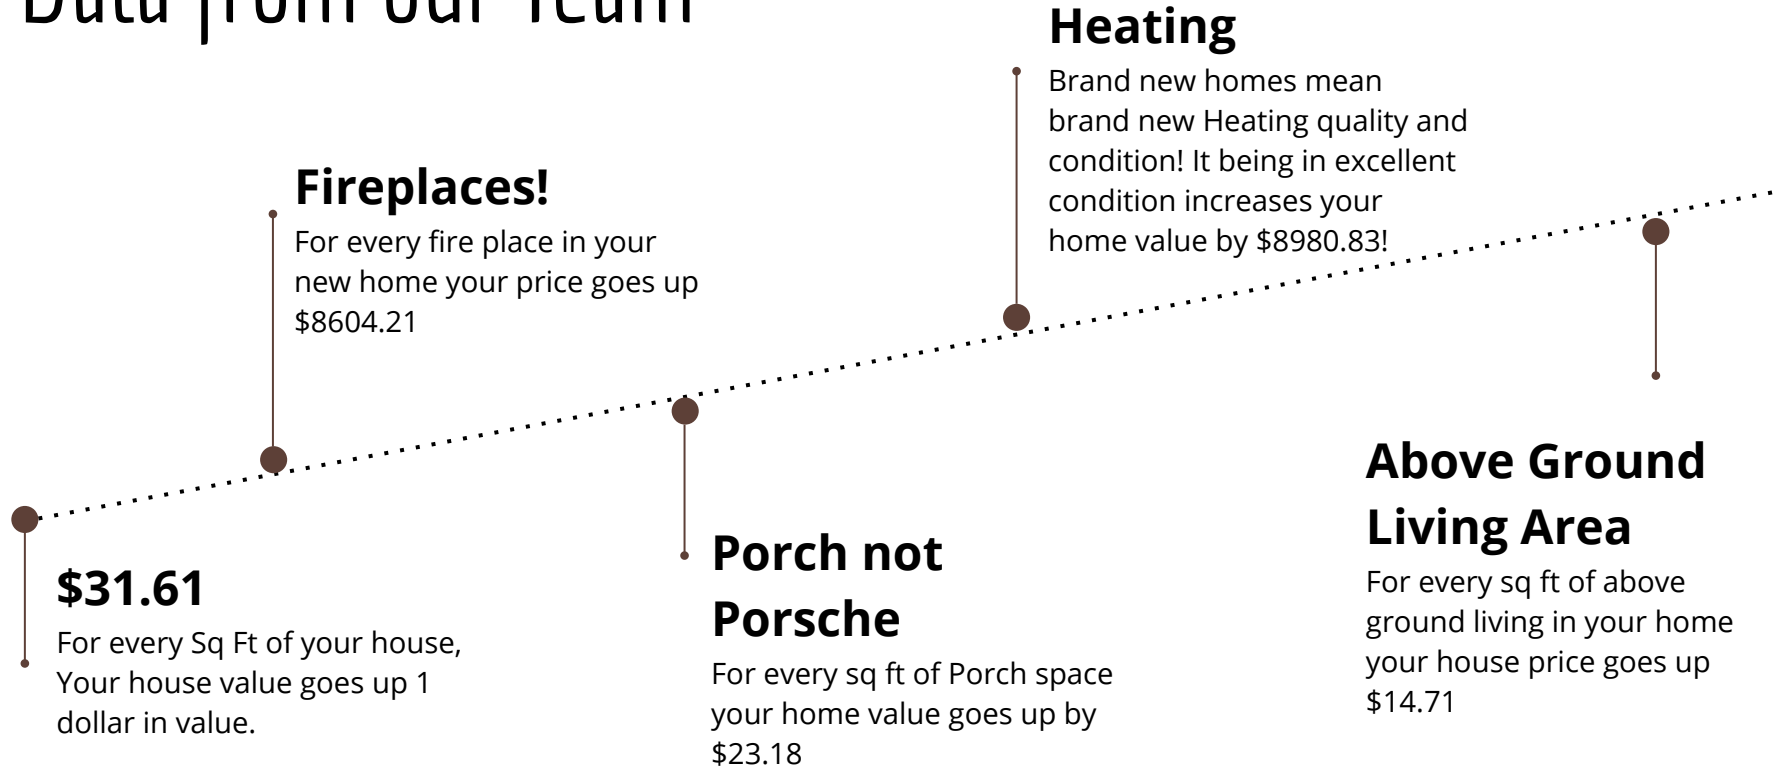 Data from our Team
Fireplaces!
For every fire place in your
new home your price goes up
$8604.21
Heating
Brand new homes mean
brand new Heating quality and
condition! It being in excellent
condition increases your
home value by $8980.83!
$31.61
For every Sq Ft of your house,
Your house value goes up 1
dollar in value.
Porch not
Porsche
For every sq ft of Porch space
your home value goes up by
$23.18
Above Ground
Living Area
For every sq ft of above
ground living in your home
your house price goes up
$14.71